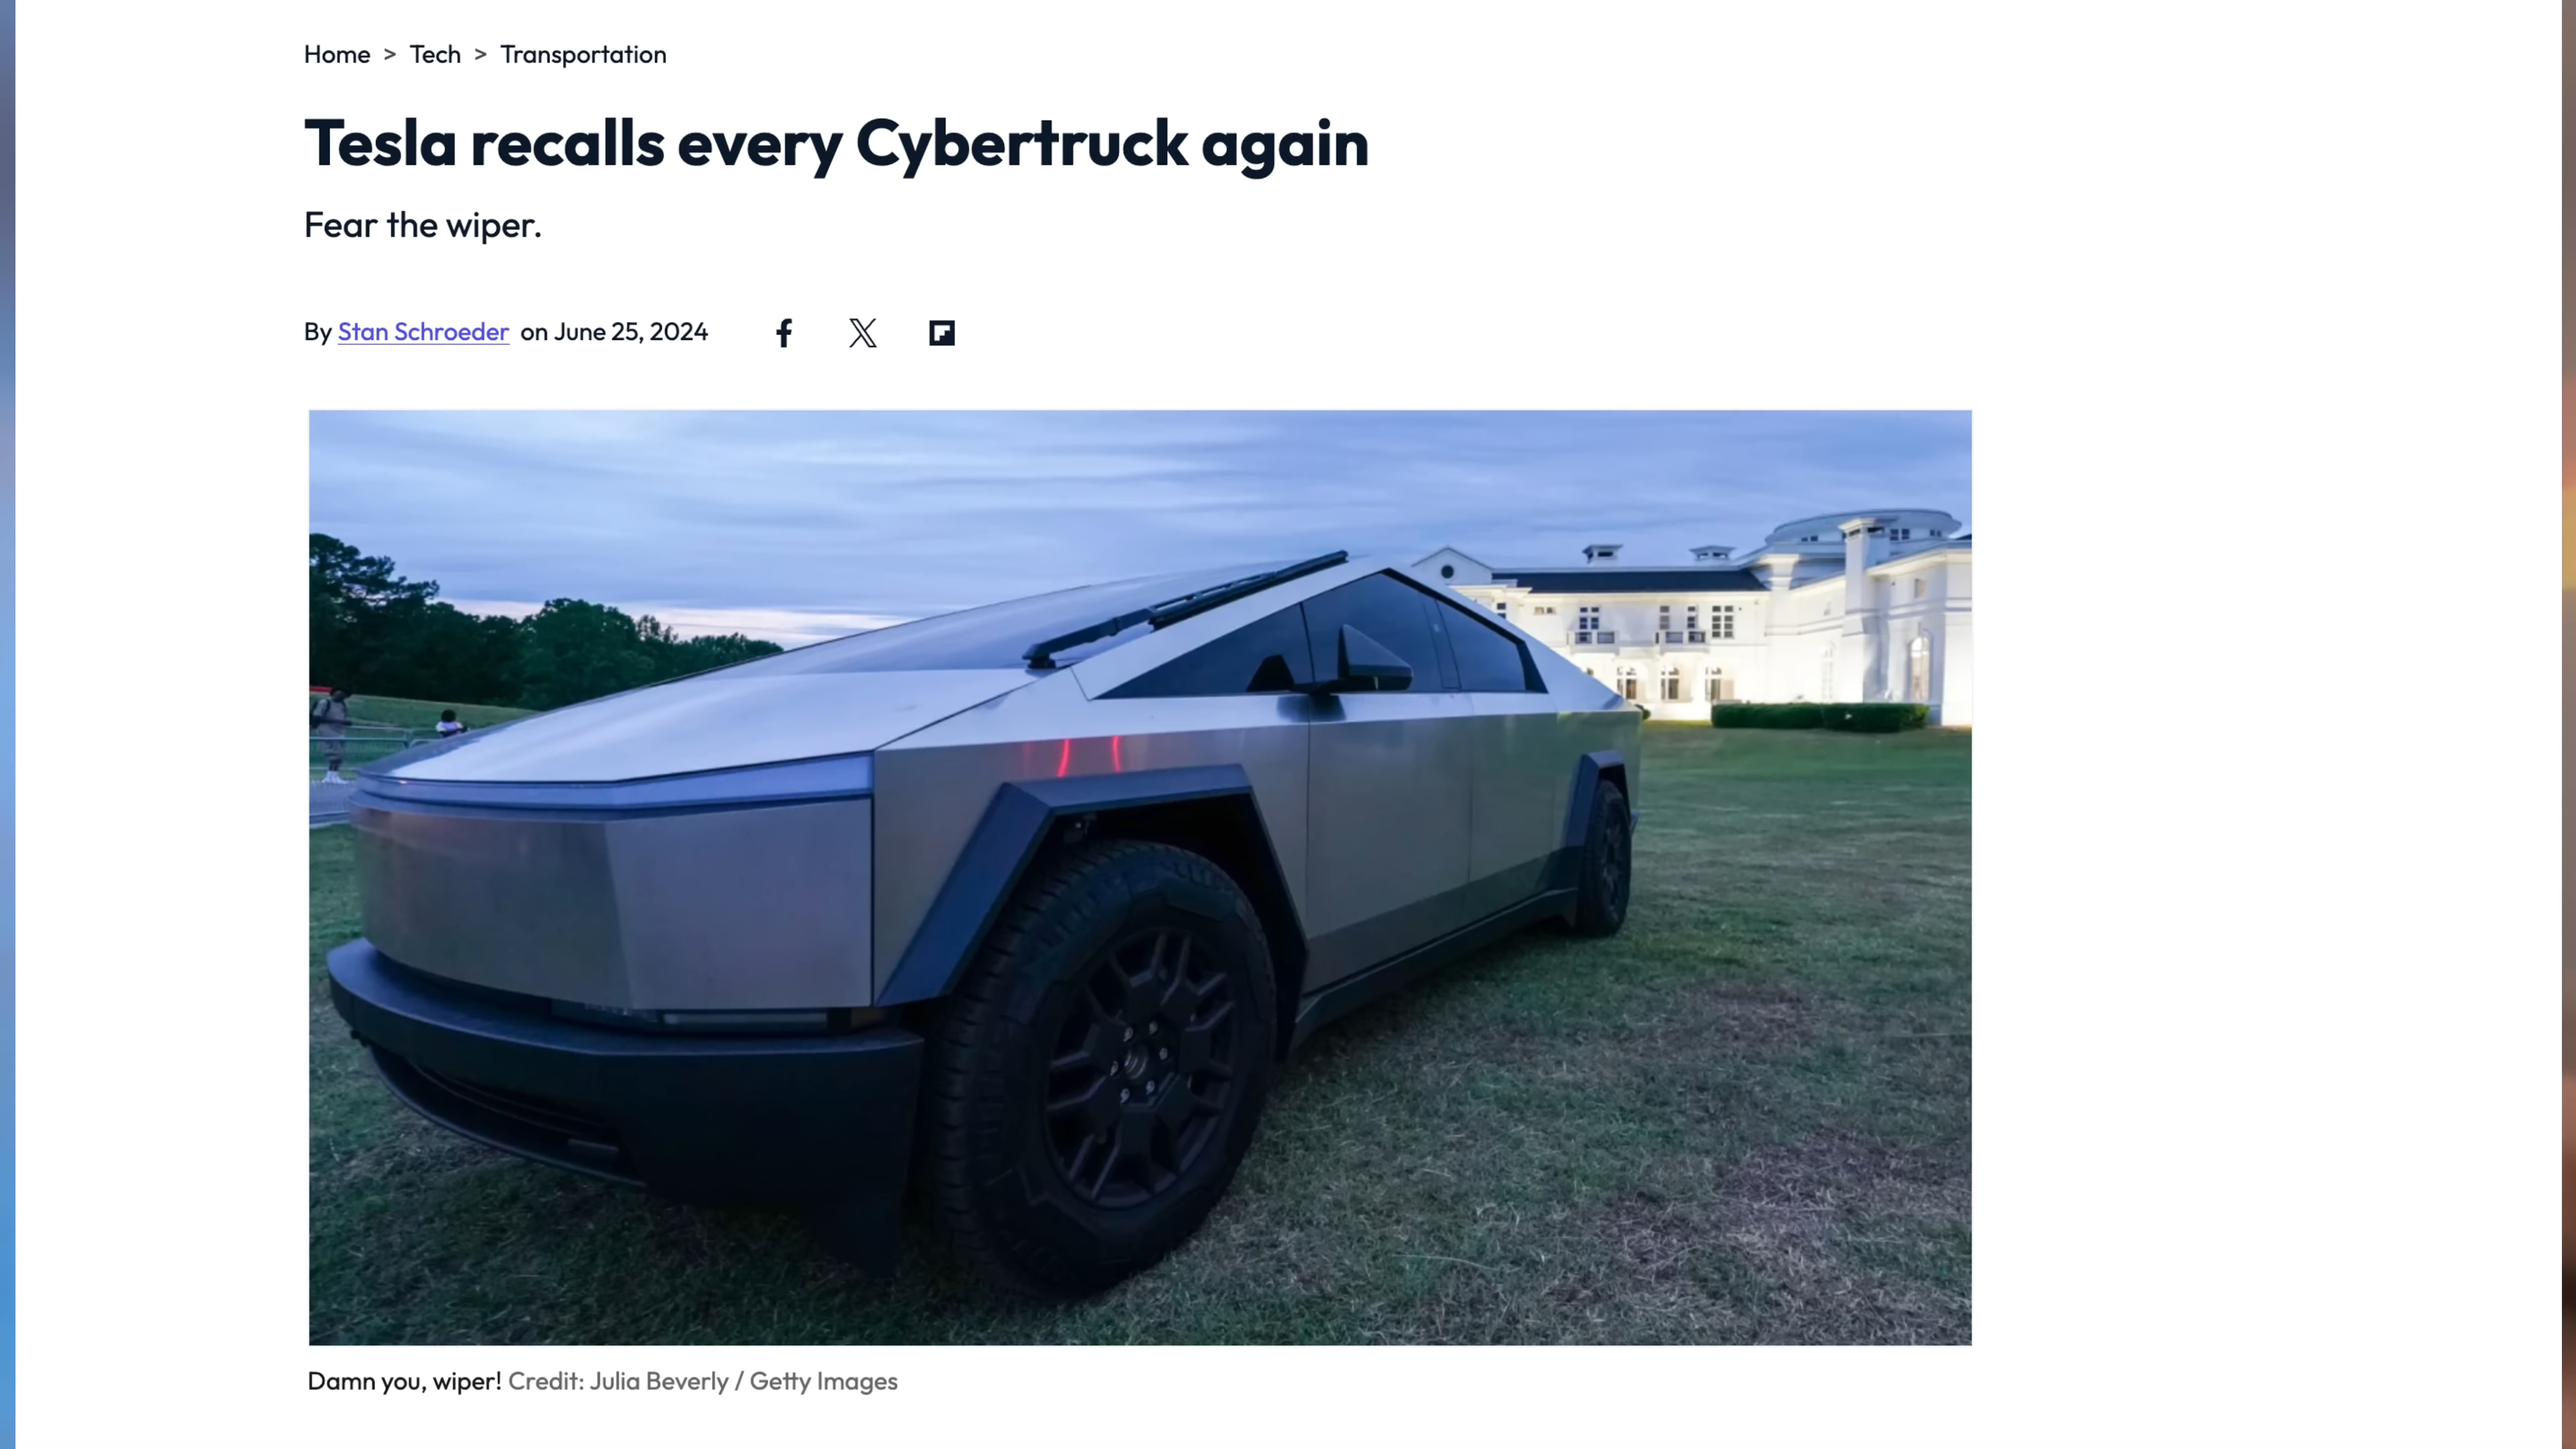 Home > Tech > Transportation
Tesla recalls every Cybertruck again
Fear the wiper.
By Stan Schroeder on June 25, 2024
Damn you, wiper! Credit: Julia Beverly / Getty Images